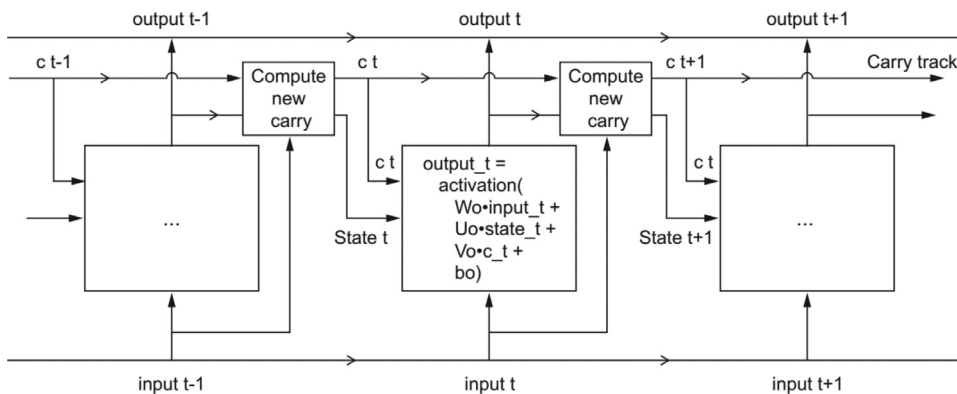 output t-1
output t
output t+1
c t-1
Compute
new
carry
c t
Compute
new
carry
c t+1
Carry track
...
c t
output_t =
activation(
Wo•input_t +
Uo•state_t +
Vo•c_t +
bo)
c t
...
State t
State t+1
input t-1
input t
input t+1